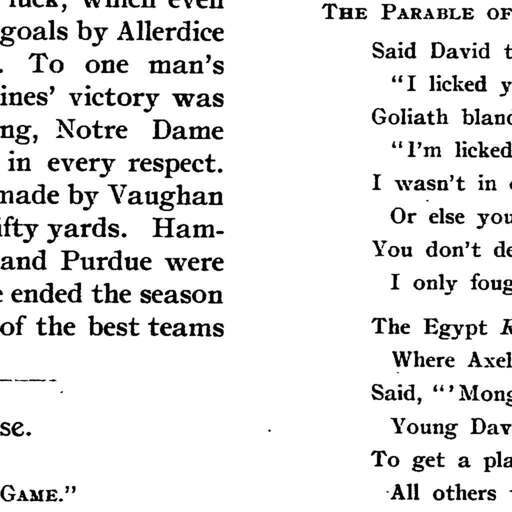 luck, which even
goals by Allerdice
. To one man's
ines' victory was
ng, Notre Dame
in every respect.
made by Vaughan
ifty yards. Ham-
and Purdue were
e ended the season
of the best teams
se.
GAME."
THE PARABLE OF
Said David t
"I licked y
Goliath bland
"I'm licked
I wasn't in
Or else you
You don't de
I only foug
The Egypt R
Where Axel
Said, "'Mong
Young Dav
To get a pla
All others